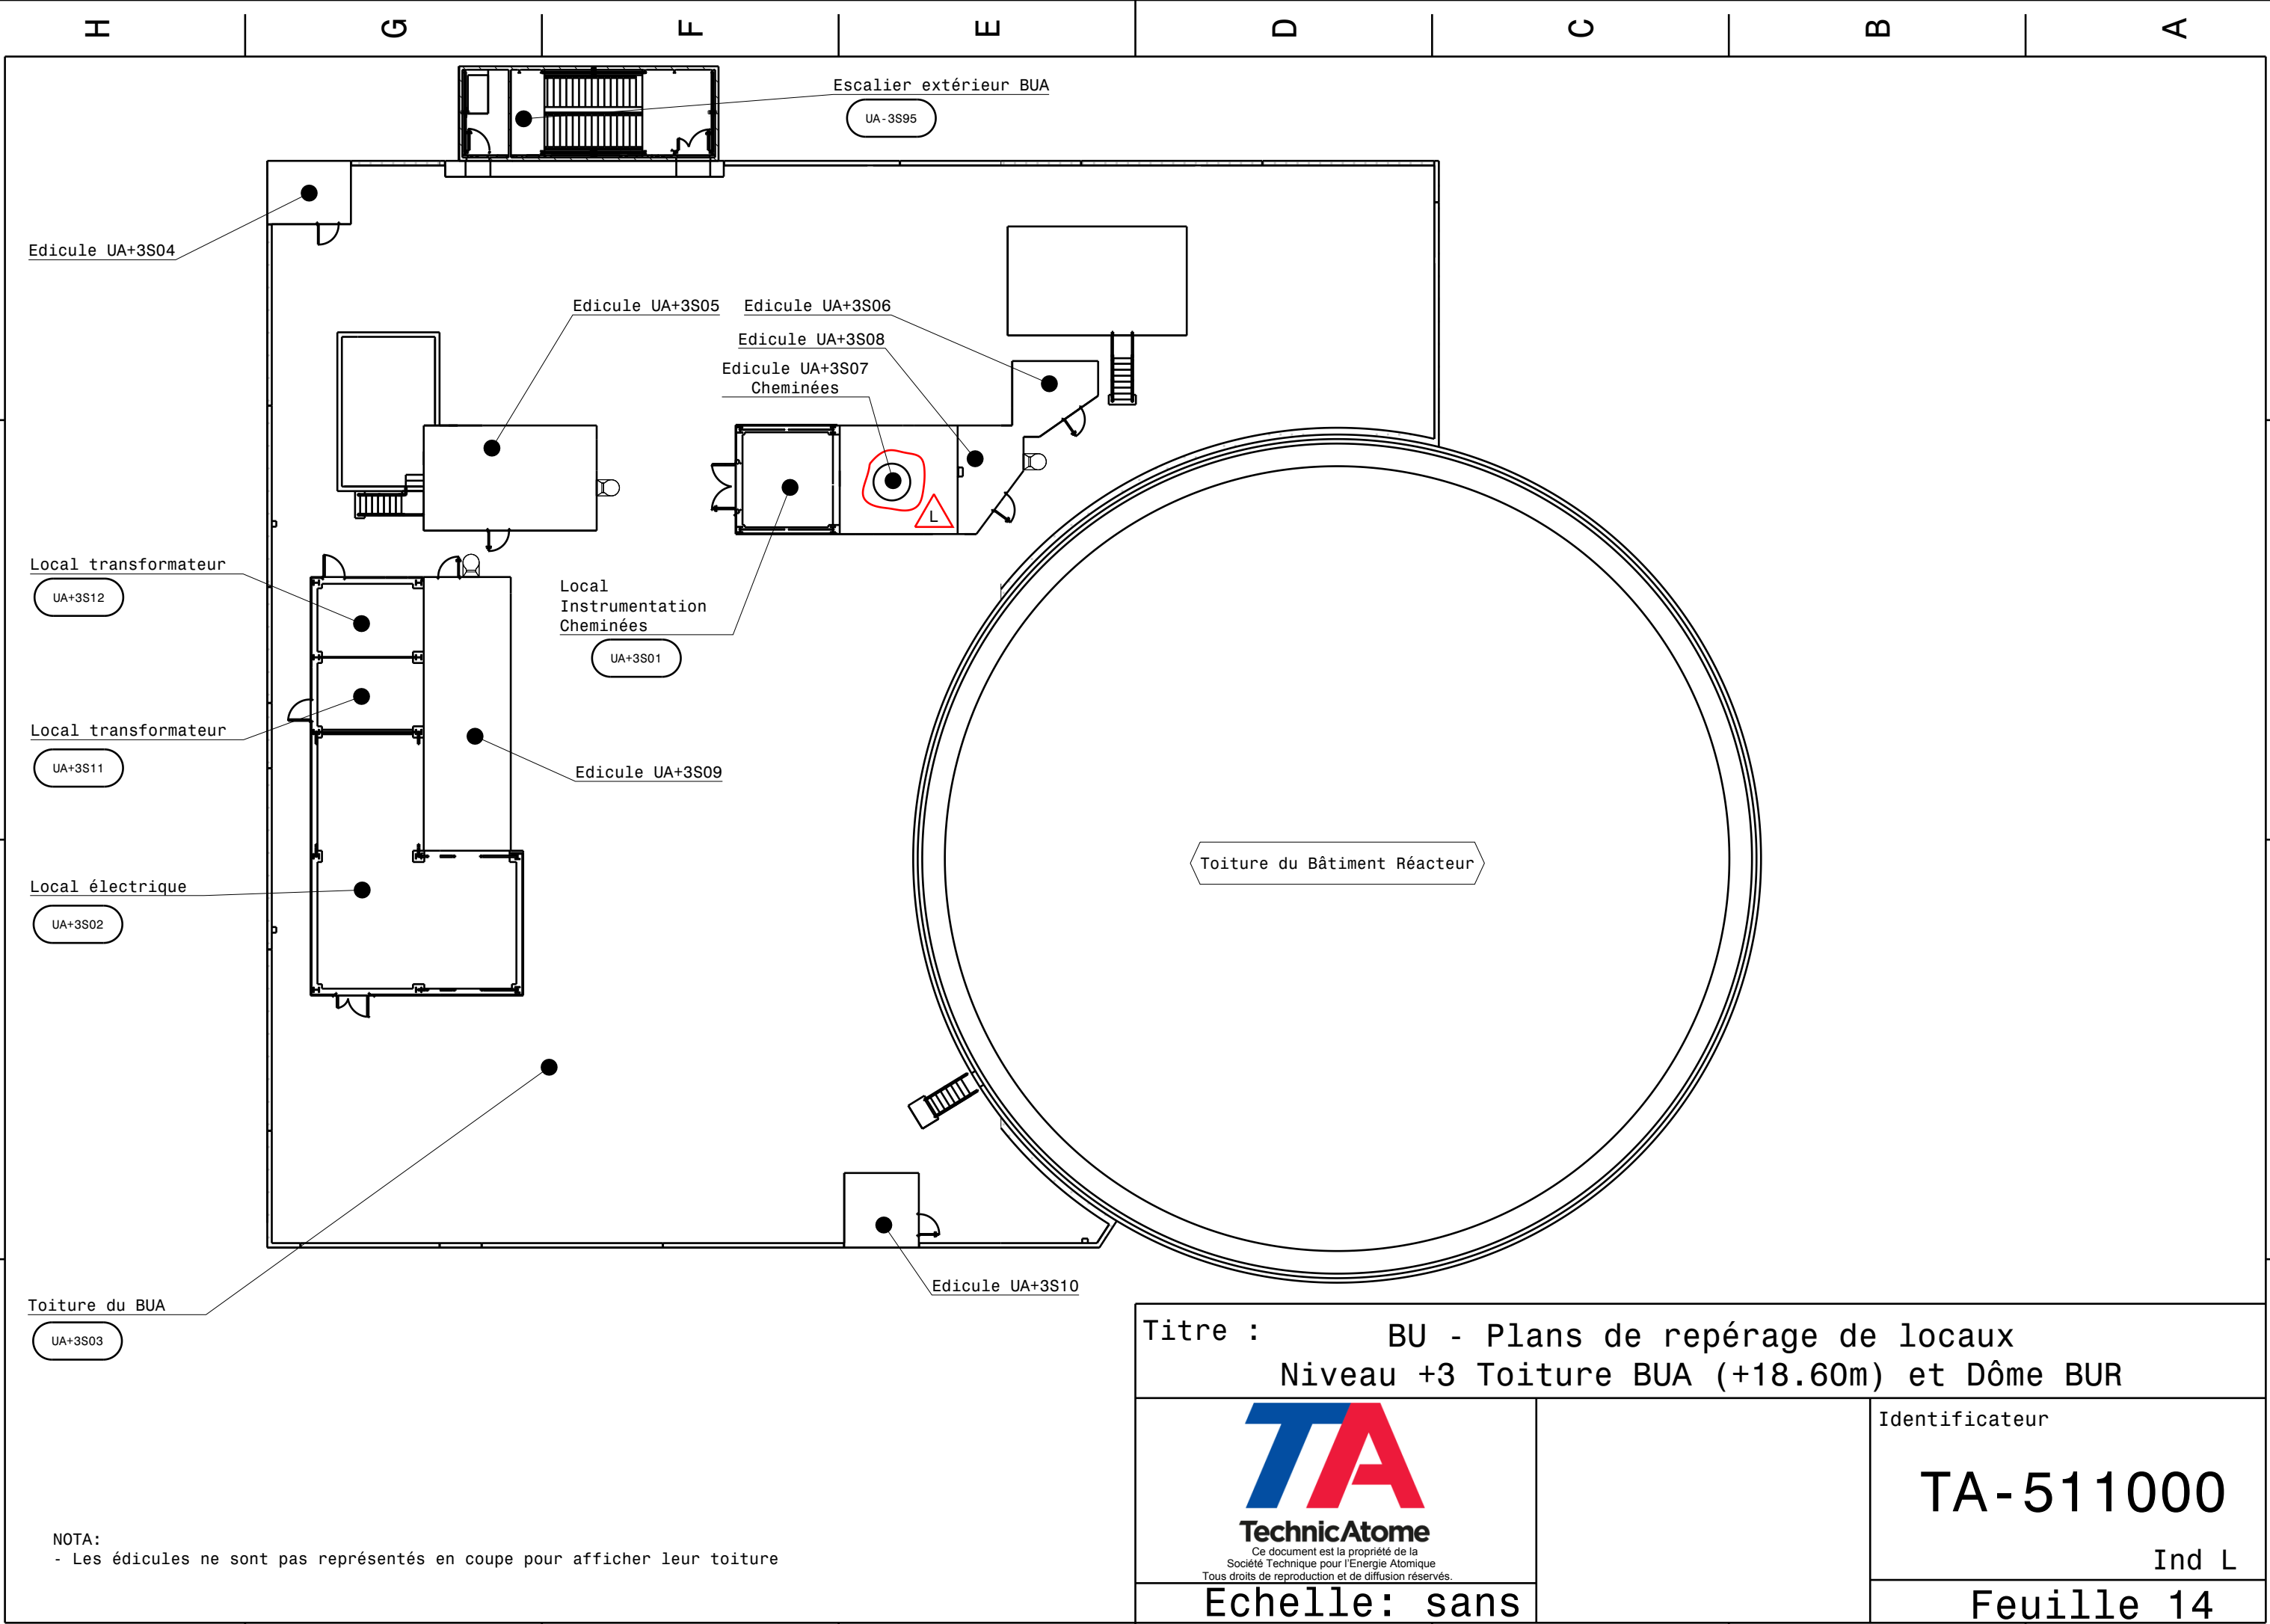 H G F E D C B A
Escalier extérieur BUA
UA-3S95
Edicule UA+3S04
Edicule UA+3S05
Edicule UA+3S06
Edicule UA+3S08
Edicule UA+3S07
Cheminées
L
Local transformateur
UA+3S12
Local
Instrumentation
Cheminées
UA+3S01
Local transformateur
UA+3S11
Edicule UA+3S09
Toiture du Bâtiment Réacteur
Local électrique
UA+3S02
Edicule UA+3S10
Toiture du BUA
UA+3S03
NOTA:
- Les édicules ne sont pas représentés en coupe pour afficher leur toiture
Titre :
BU - Plans de repérage de locaux
Niveau +3 Toiture BUA (+18.60m) et Dôme BUR
TA
TechnicAtome
Ce document est la propriété de la
Société Technique pour l'Energie Atomique
Tous droits de reproduction et de diffusion réservés.
Echelle: sans
Identificateur
TA-511000
Ind L
Feuille 14